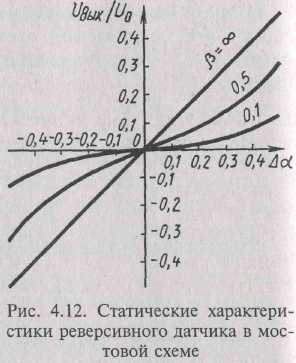 Uвых/U0
0,4
β=∞
0,3
0,5
0,2
0,1
0,1
-0,4 -0,3 -0,2 -0,1 0
0,1 0,2 0,3 0,4 Δα
-0,1
-0,2
-0,3
-0,4
Рис. 4.12. Статические характери-
стики реверсивного датчика в мос-
товой схеме